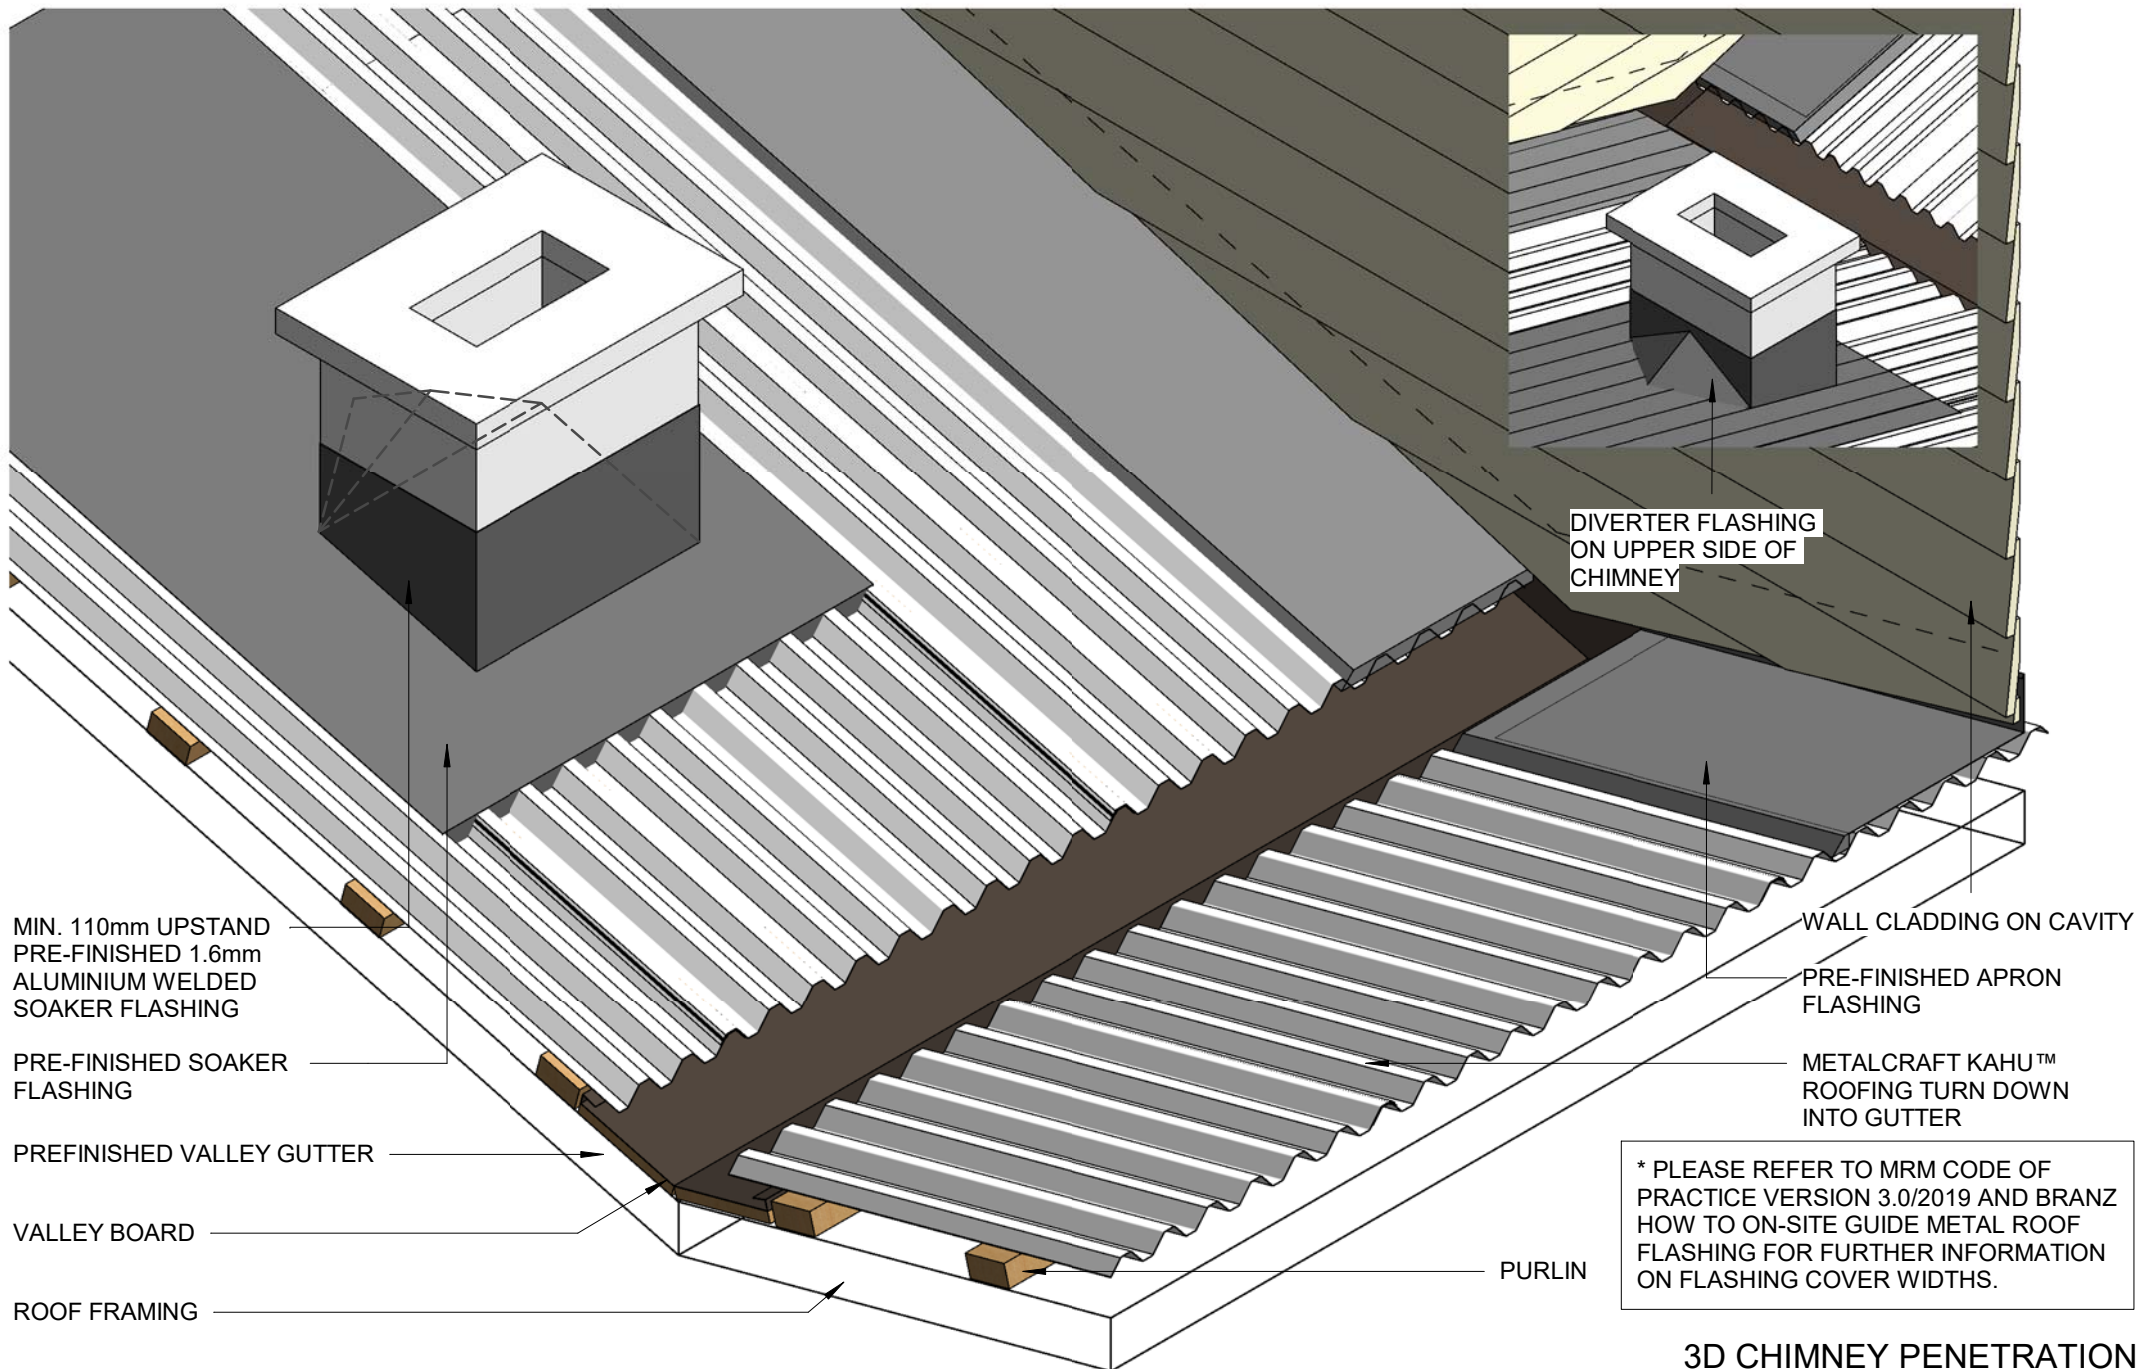 DIVERTER FLASHING
ON UPPER SIDE OF
CHIMNEY
MIN. 110mm UPSTAND
PRE-FINISHED 1.6mm
ALUMINIUM WELDED
SOAKER FLASHING
PRE-FINISHED SOAKER
FLASHING
PREFINISHED VALLEY GUTTER
VALLEY BOARD
ROOF FRAMING
WALL CLADDING ON CAVITY
PRE-FINISHED APRON
FLASHING
METALCRAFT KAHU™
ROOFING TURN DOWN
INTO GUTTER
PURLIN
* PLEASE REFER TO MRM CODE OF
PRACTICE VERSION 3.0/2019 AND BRANZ
HOW TO ON-SITE GUIDE METAL ROOF
FLASHING FOR FURTHER INFORMATION
ON FLASHING COVER WIDTHS.
3D CHIMNEY PENETRATION